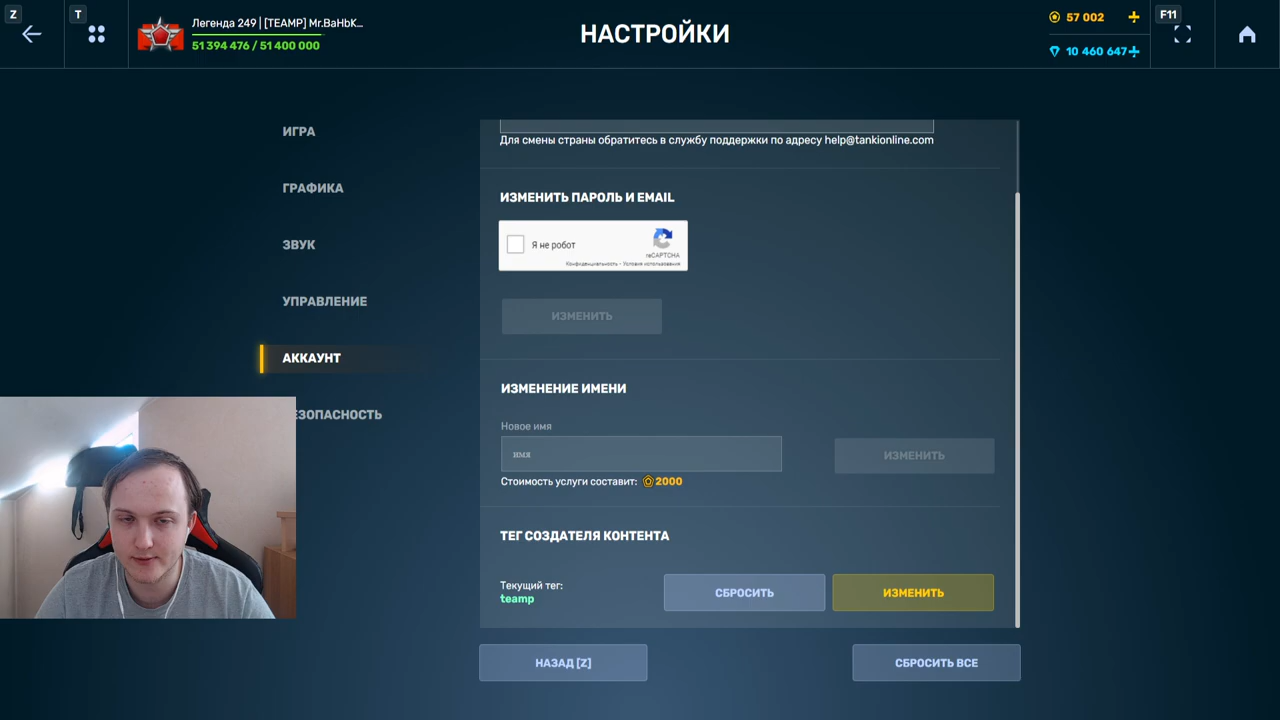 Z
T
Легенда 249 | [TEAMP] Mr.BaHbK...
51 394 476 / 51 400 000
НАСТРОЙКИ
57 002
F11
10 460 647
ИГРА
ГРАФИКА
ЗВУК
УПРАВЛЕНИЕ
АККАУНТ
ЕЗОПАСНОСТЬ
Для смены страны обратитесь в службу поддержки по адресу help@tankionline.com
ИЗМЕНИТЬ ПАРОЛЬ И EMAIL
Я не робот
reCAPTCHA
Конфиденциальность - Условия использования
ИЗМЕНИТЬ
ИЗМЕНЕНИЕ ИМЕНИ
Новое имя
имя
ИЗМЕНИТЬ
Стоимость услуги составит: 2000
ТЕГ СОЗДАТЕЛЯ КОНТЕНТА
Текущий тег:
teamp
СБРОСИТЬ
ИЗМЕНИТЬ
НАЗАД [Z]
СБРОСИТЬ ВСЕ